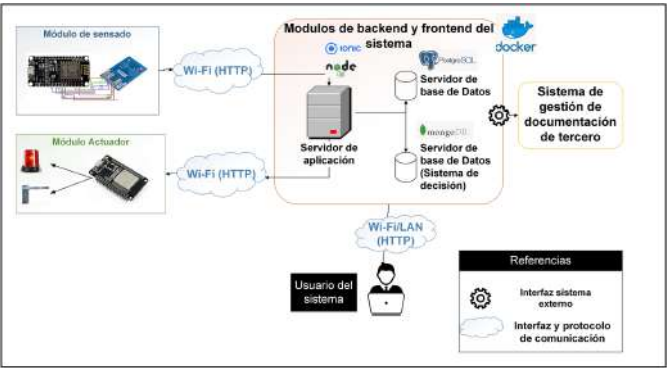 Módulo de sensado
Wi-Fi (HTTP)
Modulos de backend y frontend del
sistema
ionic
node
docker
PostgreSQL
Servidor de
base de Datos
Servidor de
aplicación
mongoDB
Servidor de
base de Datos
(Sistema de
decisión)
Sistema de
gestión de
documentación
de tercero
Módulo Actuador
Wi-Fi (HTTP)
Wi-Fi/LAN
(HTTP)
Usuario del
sistema
Referencias
Interfaz sistema
externo
Interfaz y protocolo
de comunicación